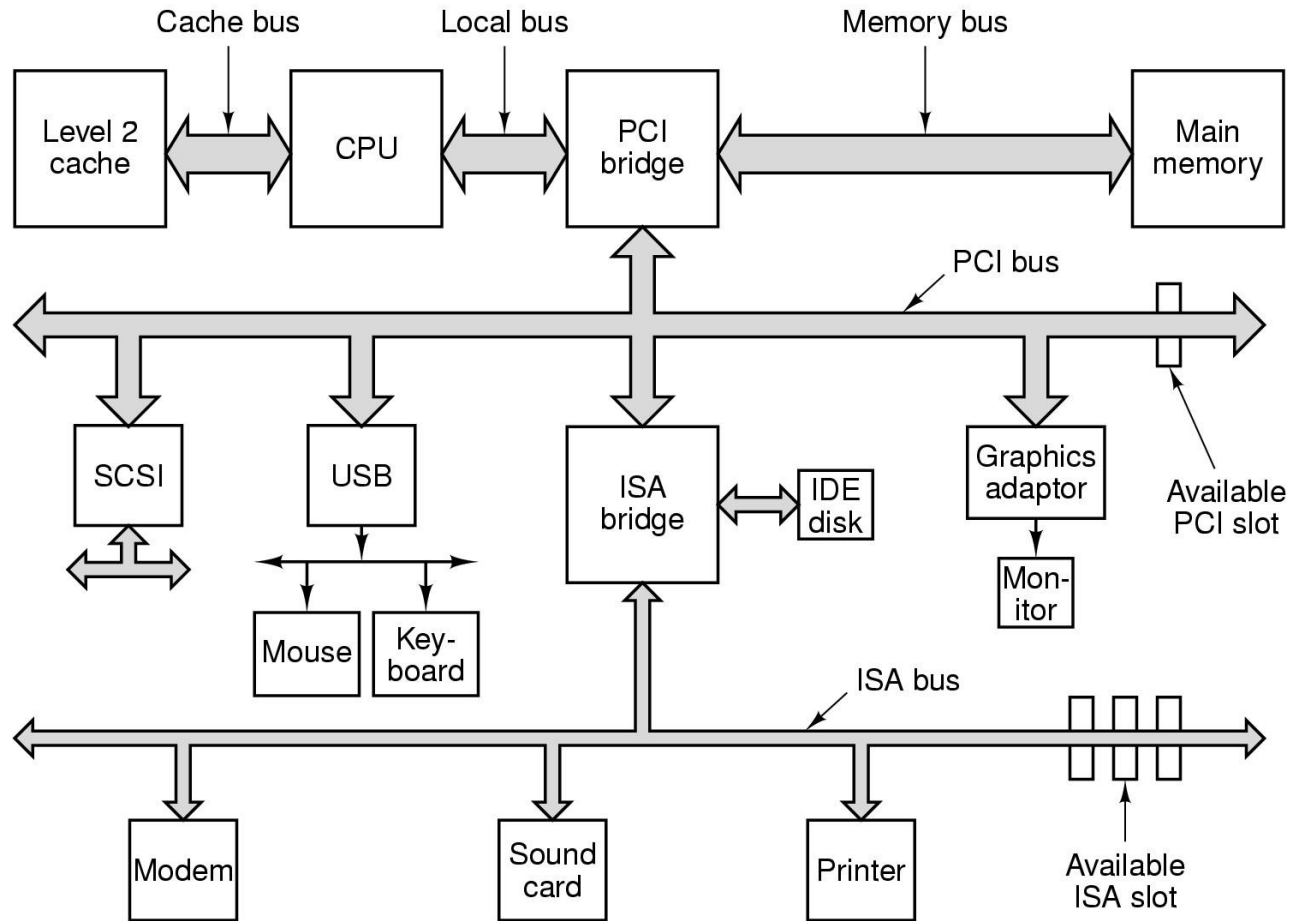 Cache bus
Local bus
Memory bus
Level 2
cache
CPU
PCI
bridge
Main
memory
PCI bus
SCSI
USB
ISA
bridge
IDE
disk
Graphics
adaptor
Available
PCI slot
Mon-
itor
Mouse
Key-
board
ISA bus
Modem
Sound
card
Printer
Available
ISA slot